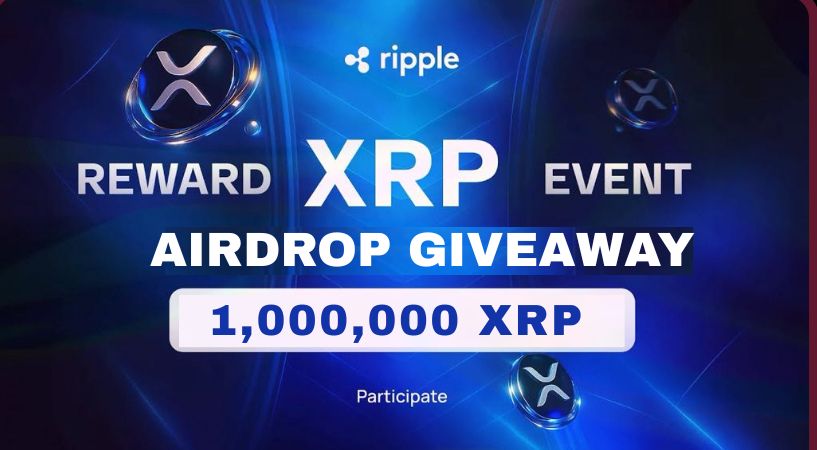 ripple
REWARD XRP EVENT
AIRDROP GIVEAWAY
1,000,000 XRP
Participate